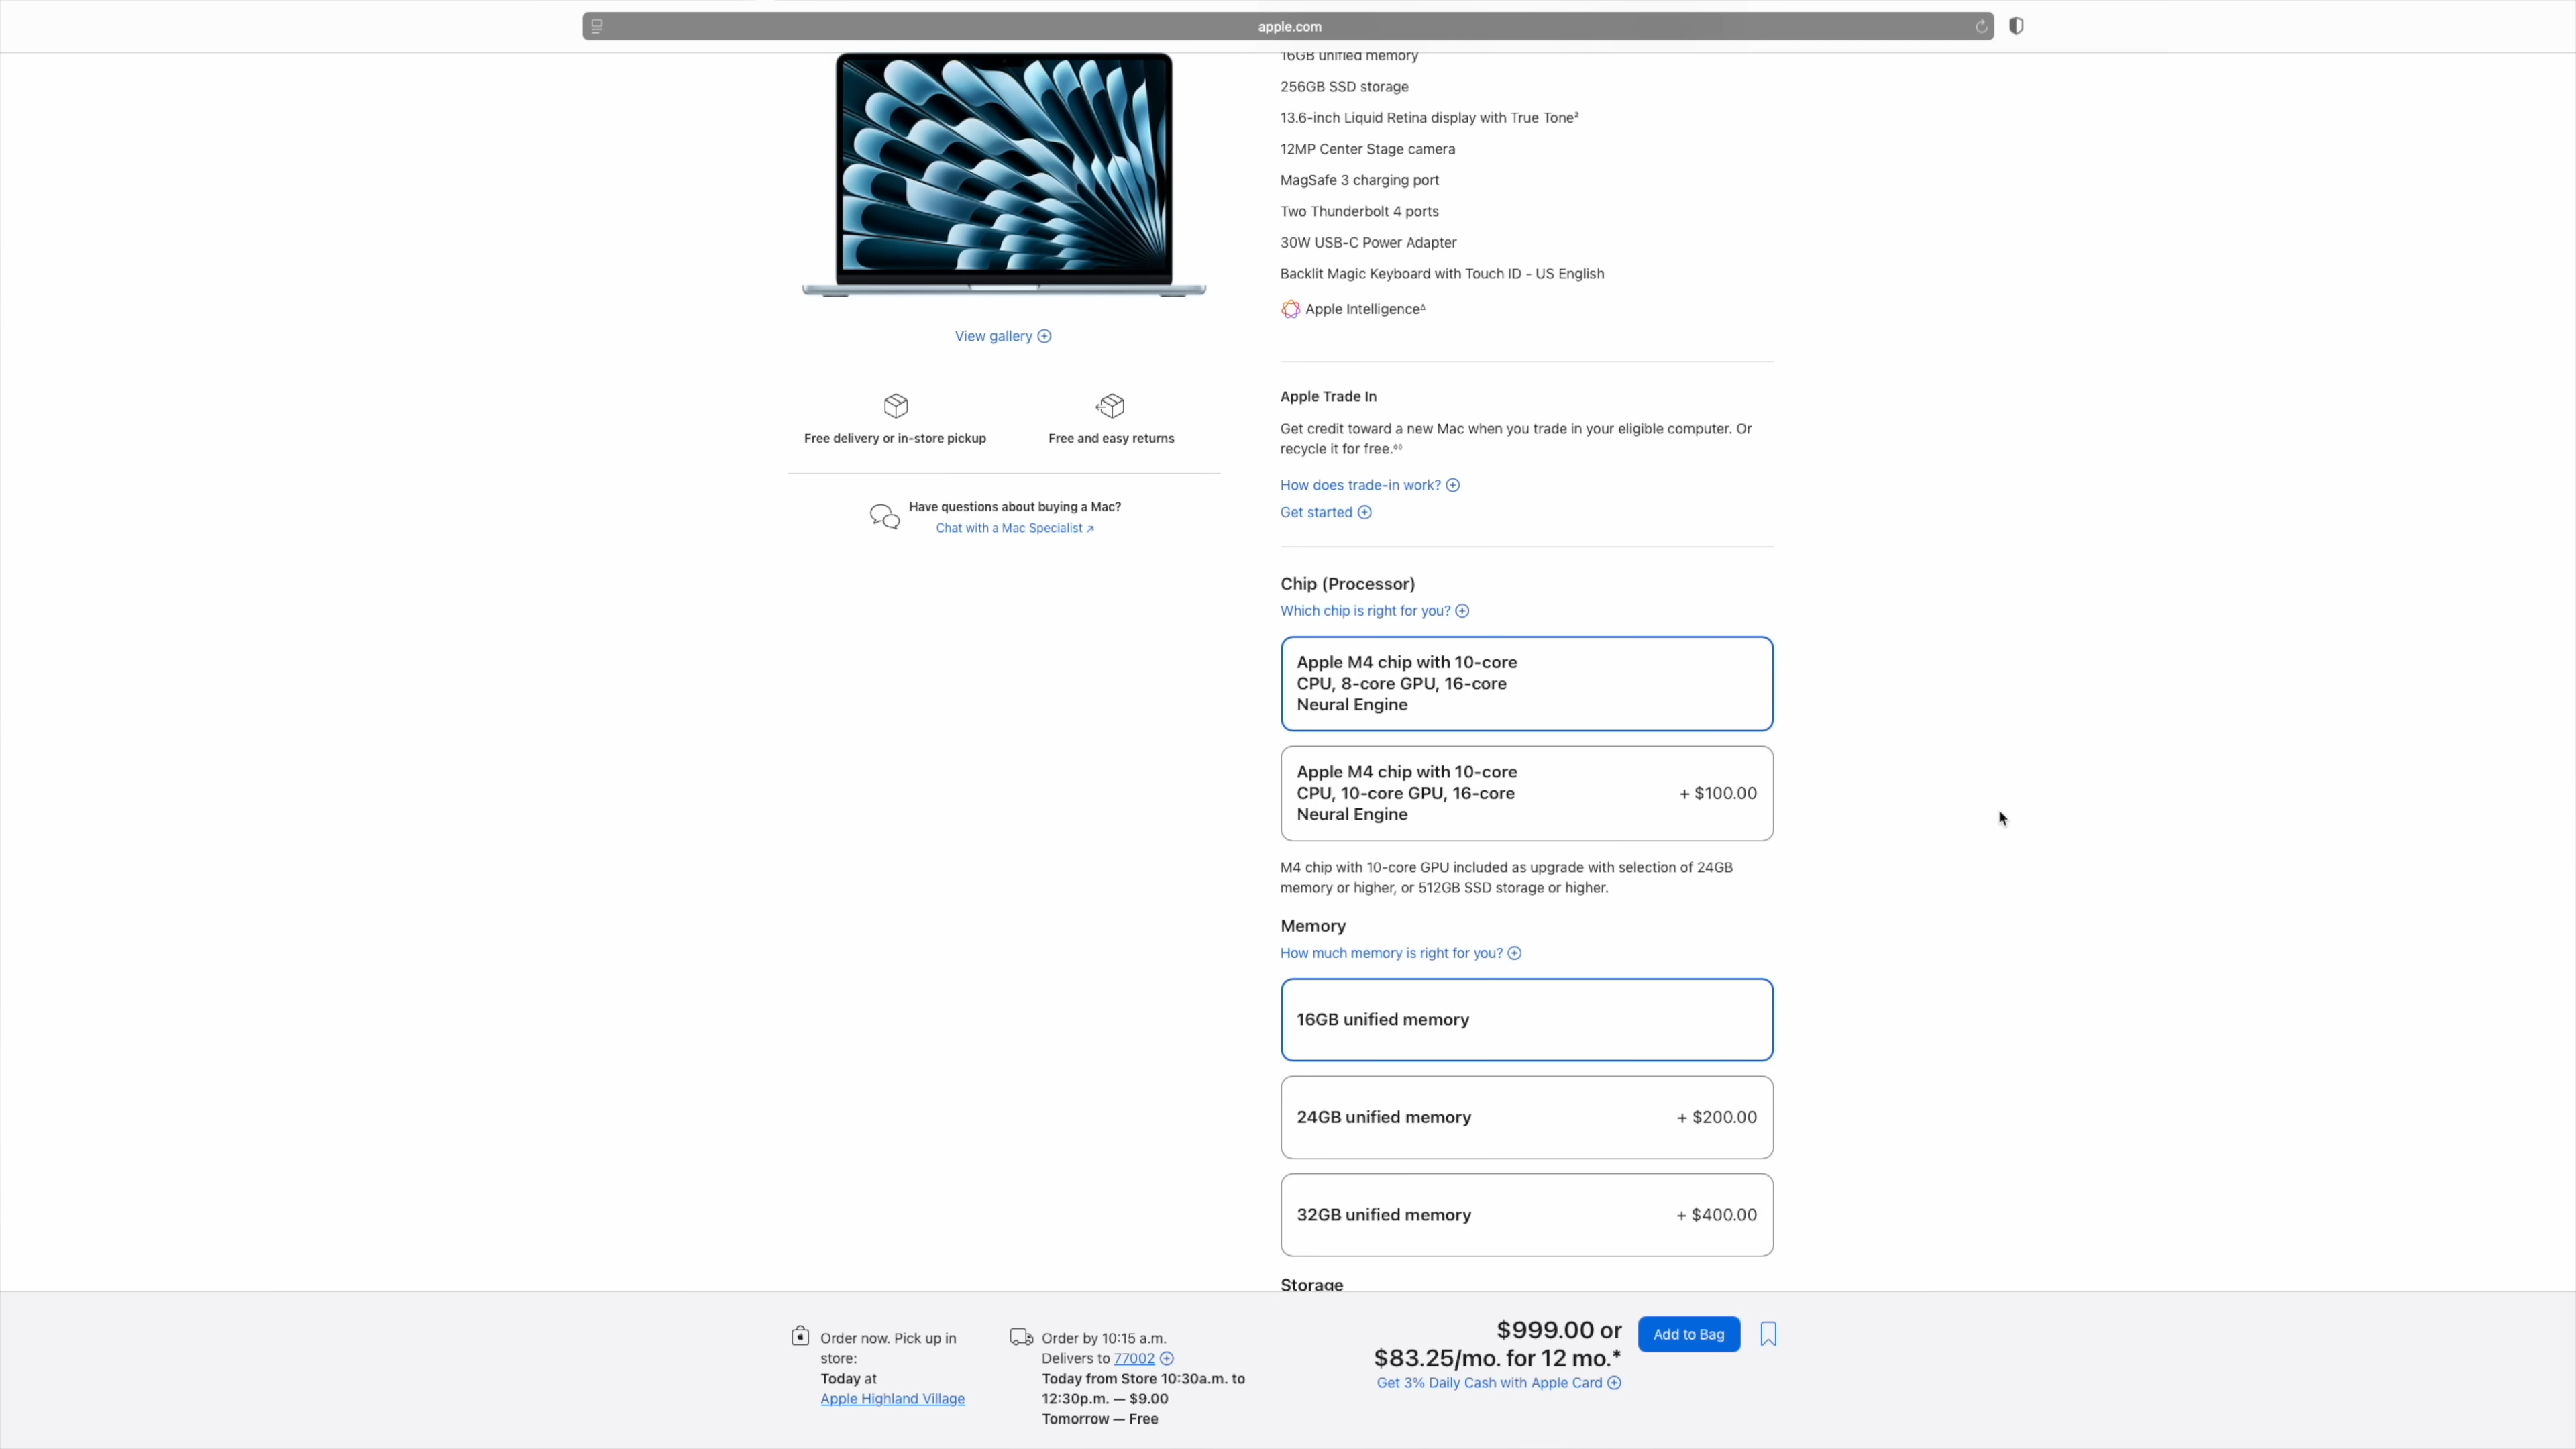 apple.com
16GB unified memory
256GB SSD storage
13.6-inch Liquid Retina display with True Tone²
12MP Center Stage camera
MagSafe 3 charging port
Two Thunderbolt 4 ports
30W USB-C Power Adapter
Backlit Magic Keyboard with Touch ID - US English
Apple Intelligence∆
View gallery
Free delivery or in-store pickup
Free and easy returns
Have questions about buying a Mac?
Chat with a Mac Specialist ↗
Apple Trade In
Get credit toward a new Mac when you trade in your eligible computer. Or
recycle it for free.◊◊
How does trade-in work?
Get started
Chip (Processor)
Which chip is right for you?
Apple M4 chip with 10-core
CPU, 8-core GPU, 16-core
Neural Engine
Apple M4 chip with 10-core
CPU, 10-core GPU, 16-core
Neural Engine
+ $100.00
M4 chip with 10-core GPU included as upgrade with selection of 24GB
memory or higher, or 512GB SSD storage or higher.
Memory
How much memory is right for you?
16GB unified memory
24GB unified memory
+ $200.00
32GB unified memory
+ $400.00
Storage
Order now. Pick up in
store:
Today at
Apple Highland Village
Order by 10:15 a.m.
Delivers to 77002
Today from Store 10:30a.m. to
12:30p.m. — $9.00
Tomorrow — Free
$999.00 or
$83.25/mo. for 12 mo.*
Get 3% Daily Cash with Apple Card
Add to Bag